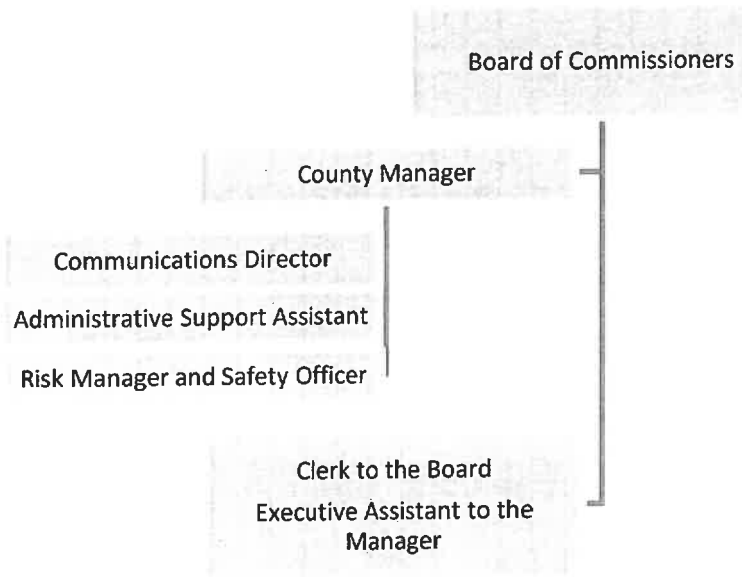 Board of Commissioners
County Manager
Communications Director
Administrative Support Assistant
Risk Manager and Safety Officer
Clerk to the Board
Executive Assistant to the
Manager